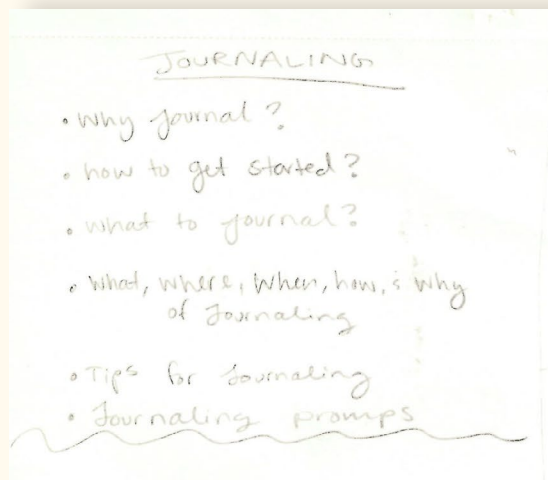 JOURNALING
• Why journal?
• how to get started?
• what to journal?
• What, where, When, how, & Why
of Journaling
• Tips for Journaling
• Journaling promps